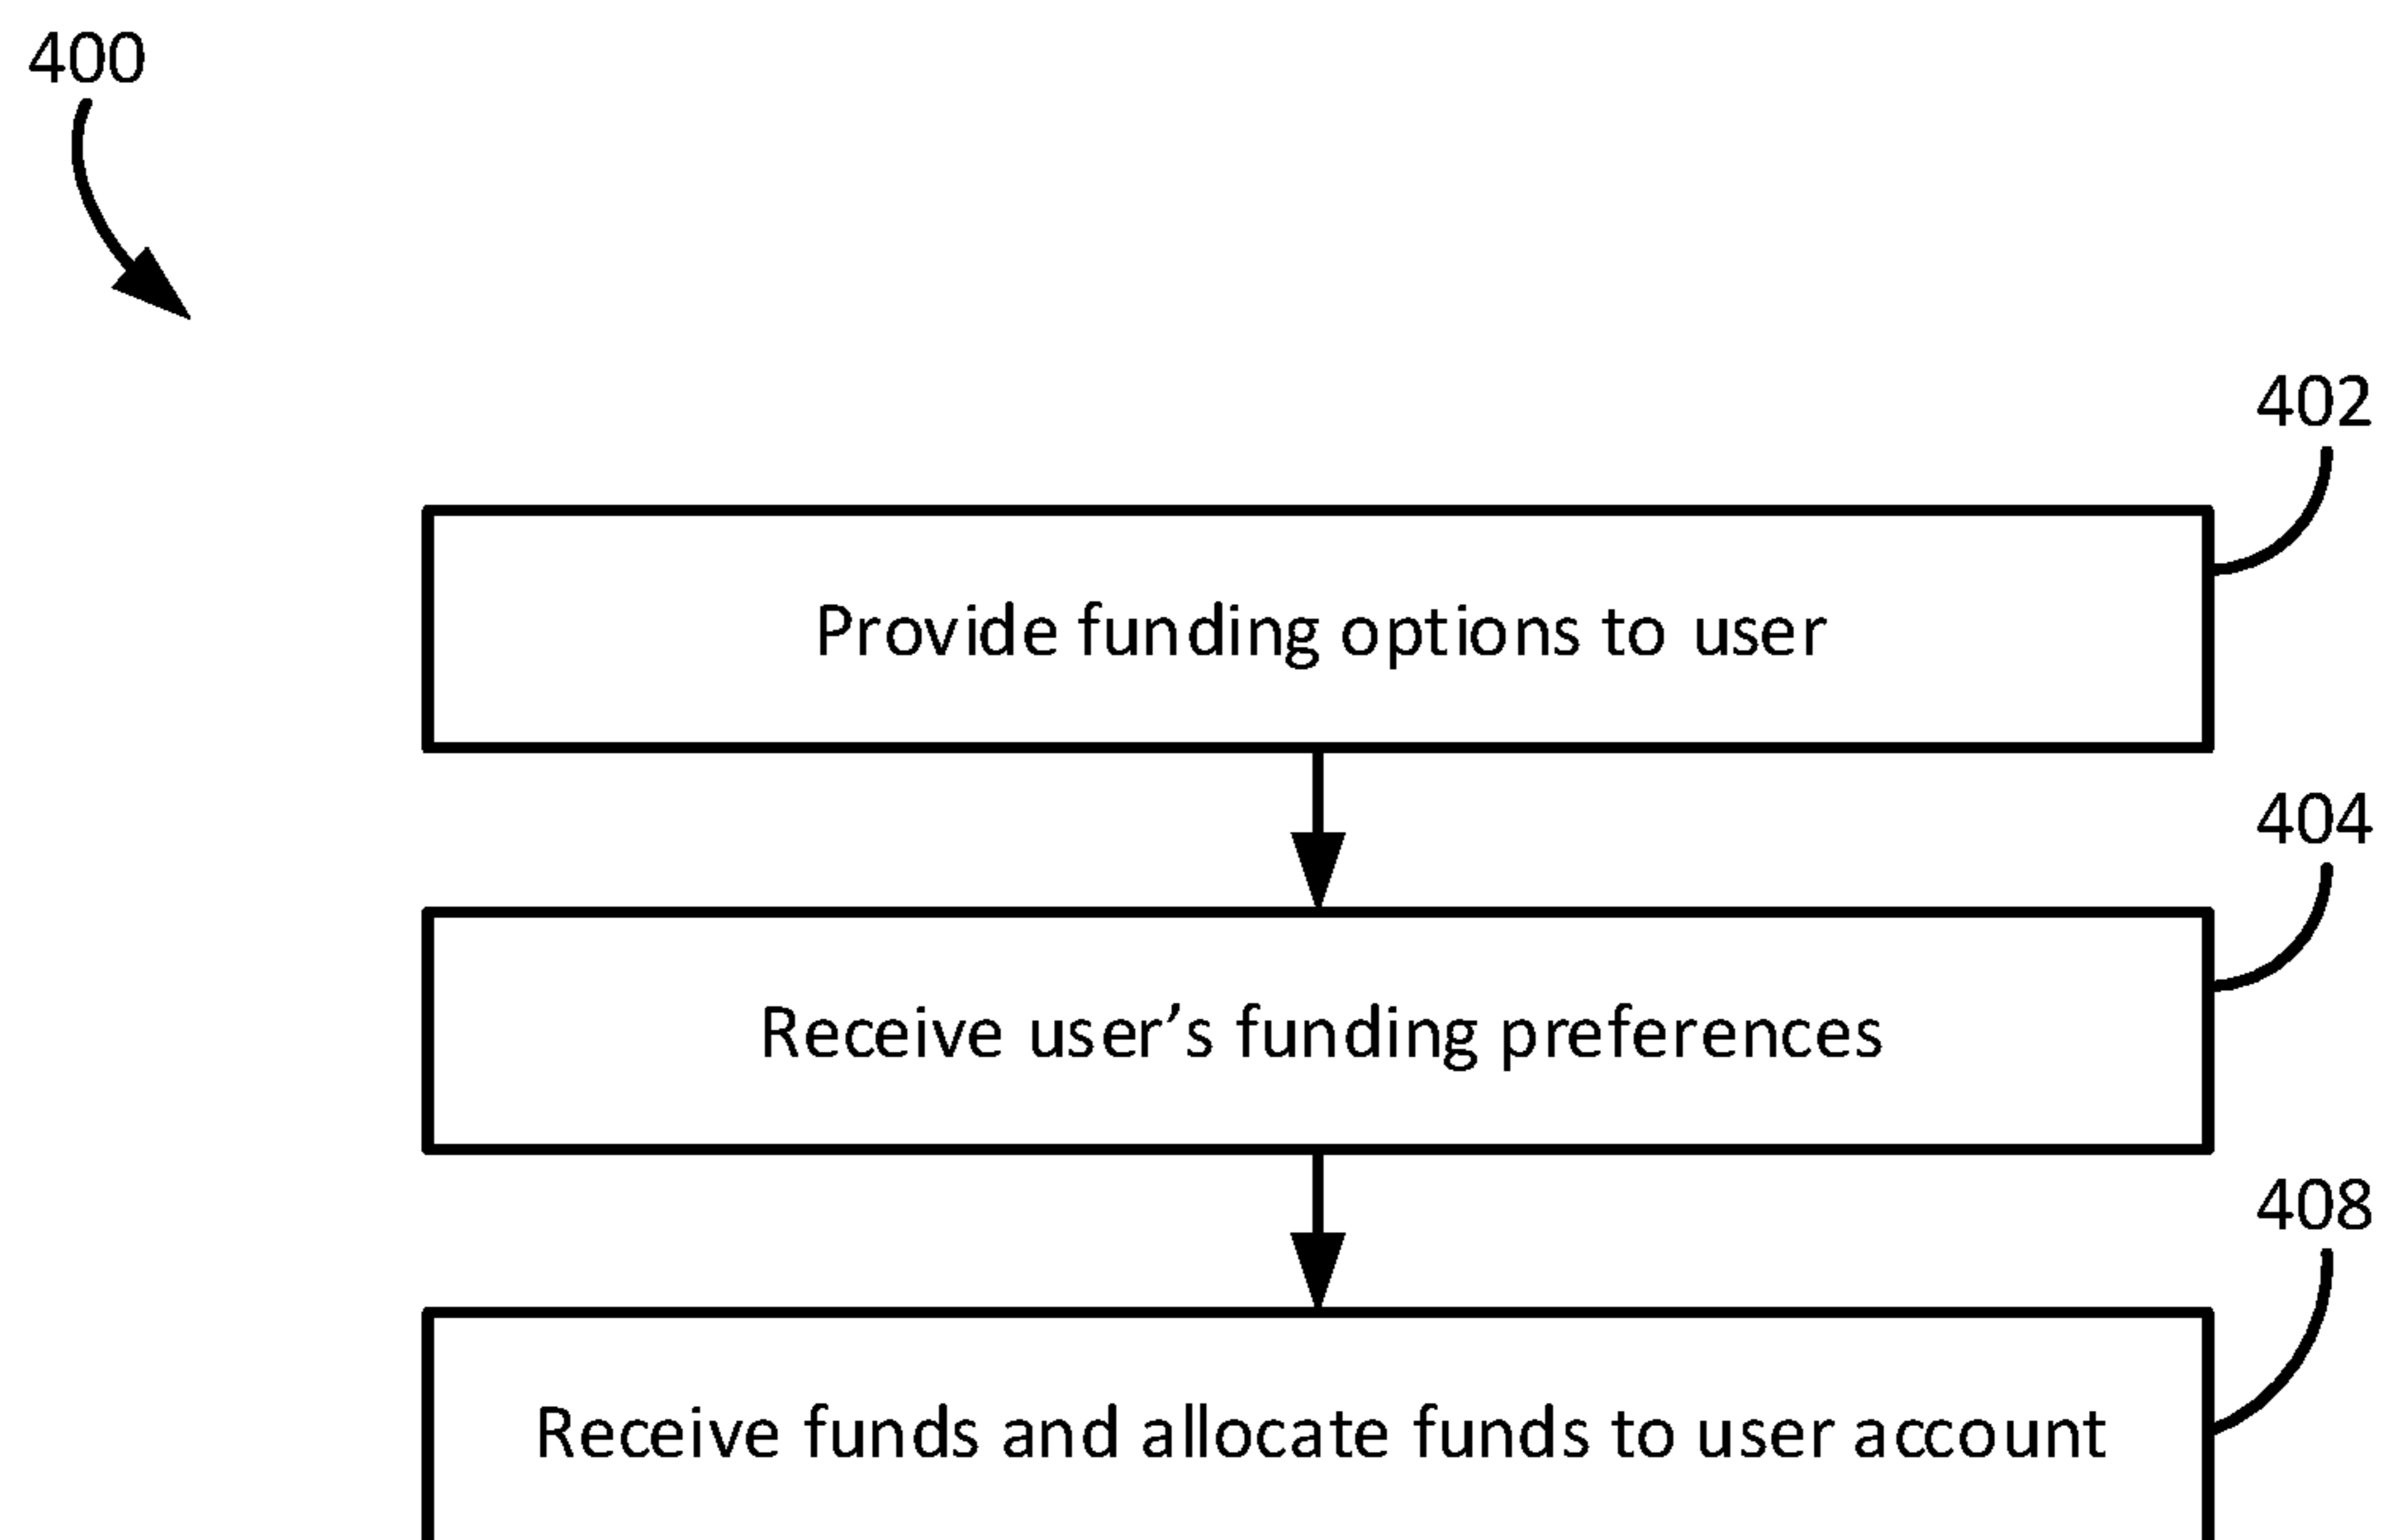 400
402
Provide funding options to user
404
Receive user’s funding preferences
408
Receive funds and allocate funds to user account